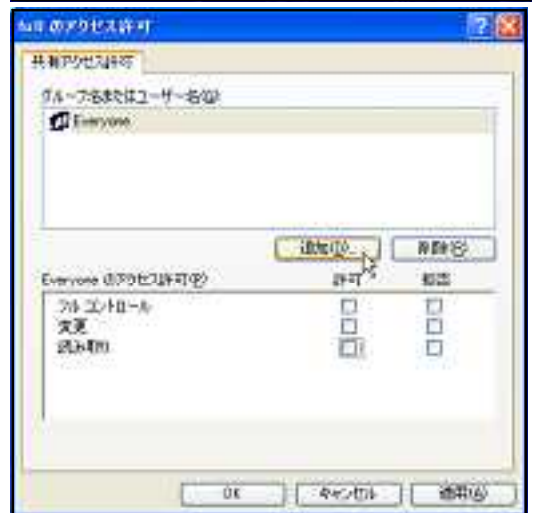 full のアクセス許可
共有アクセス許可
グループ名またはユーザー名(G):
Everyone
追加(D)... 削除(R)
Everyone のアクセス許可(P) 許可 拒否
フル コントロール
変更
読み取り
OK キャンセル 適用(A)